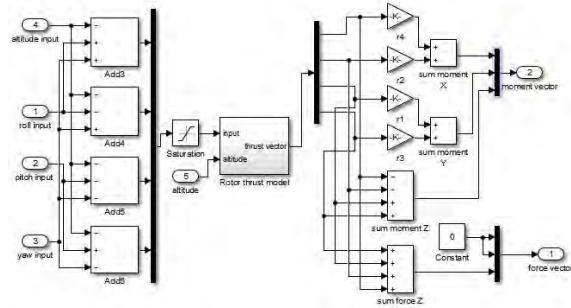 4
altitude input
1
roll input
2
pitch input
3
yaw input
Add3
Add4
Add5
Add6
Saturation
5
altitude
input
altitude
thrust vector
Rotor thrust model
-K-
r4
-K-
r2
-K-
r1
-K-
r3
sum moment
X
sum moment
Y
sum moment Z
sum force Z
0
Constant
2
moment vector
1
force vector